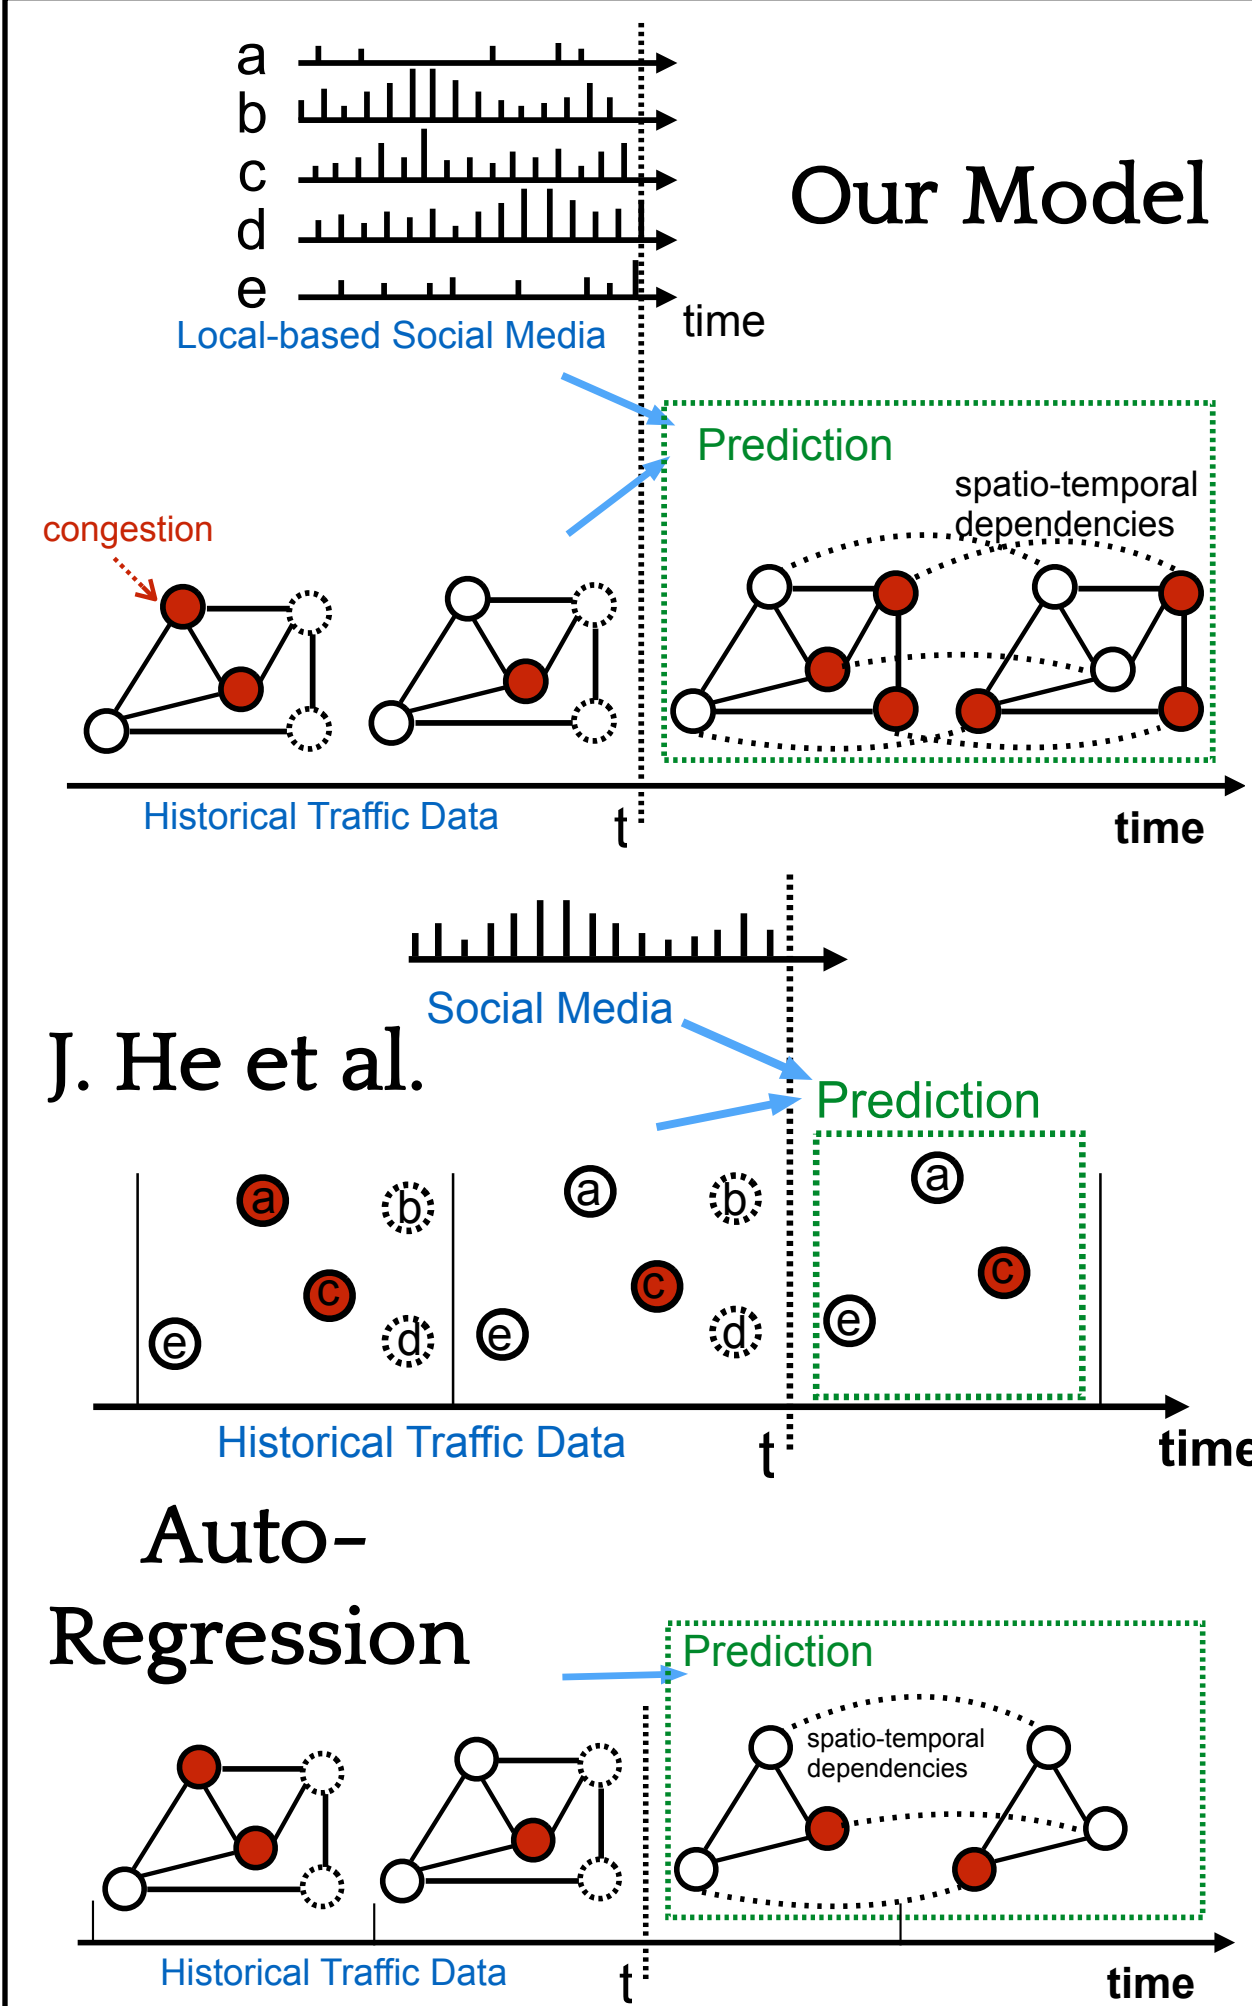 a
b
c
d
e
Our Model
Local-based Social Media
time
Prediction
spatio-temporal
dependencies
congestion
Historical Traffic Data
t
time
Social Media
J. He et al.
Prediction
a
b
c
d
e
a
b
c
d
e
a
c
e
Historical Traffic Data
t
time
Auto-
Regression
Prediction
spatio-temporal
dependencies
Historical Traffic Data
t
time